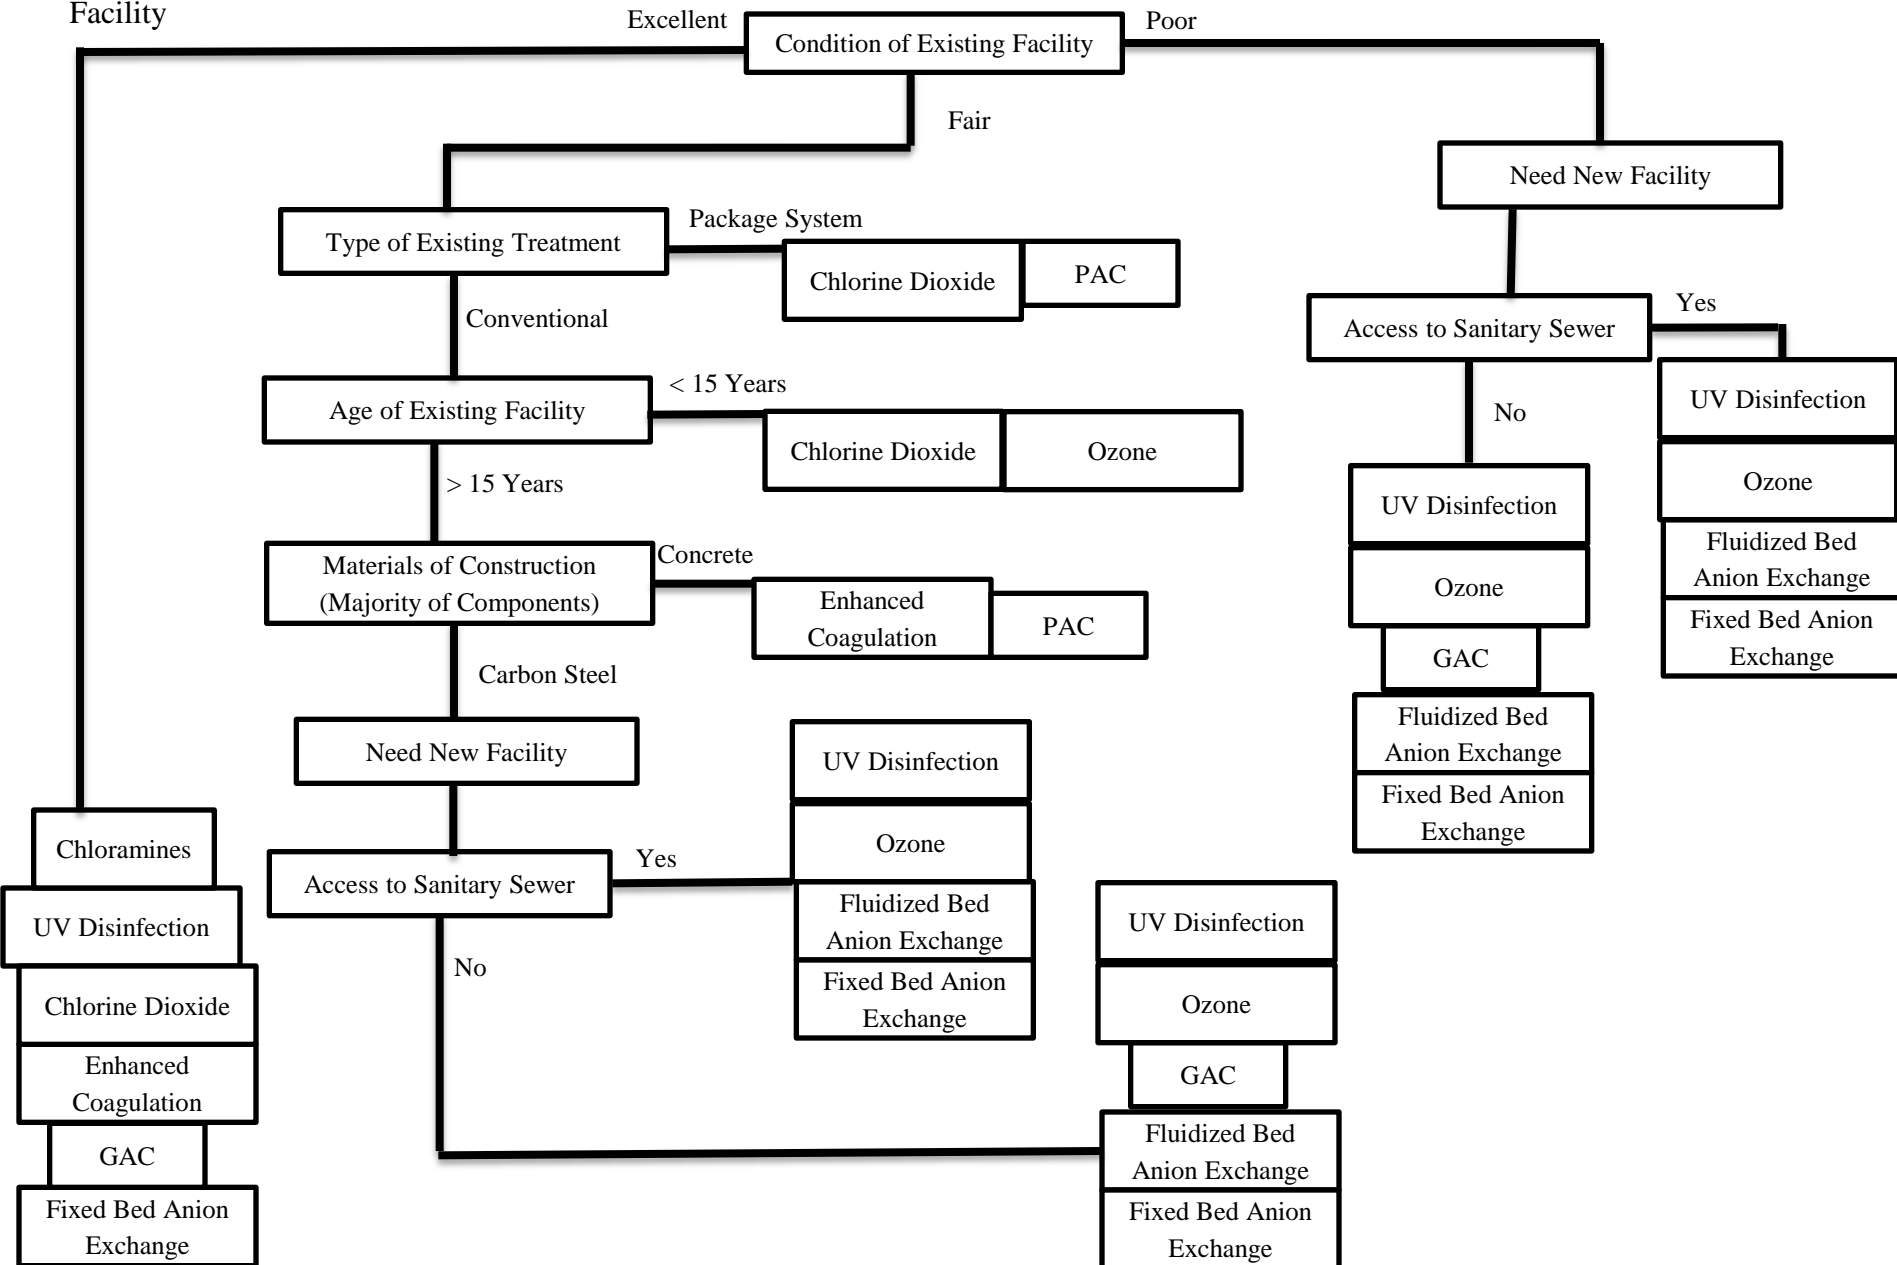 Facility
Excellent
Condition of Existing Facility
Poor
Fair
Need New Facility
Type of Existing Treatment
Package System
Chlorine Dioxide
PAC
Conventional
Access to Sanitary Sewer
Yes
No
UV Disinfection
Ozone
Fluidized Bed
Anion Exchange
Fixed Bed Anion
Exchange
UV Disinfection
Ozone
GAC
Fluidized Bed
Anion Exchange
Fixed Bed Anion
Exchange
Age of Existing Facility
< 15 Years
Chlorine Dioxide
Ozone
> 15 Years
Materials of Construction
(Majority of Components)
Concrete
Enhanced
Coagulation
PAC
Carbon Steel
Need New Facility
Access to Sanitary Sewer
Yes
UV Disinfection
Ozone
Fluidized Bed
Anion Exchange
Fixed Bed Anion
Exchange
No
UV Disinfection
Ozone
GAC
Fluidized Bed
Anion Exchange
Fixed Bed Anion
Exchange
Chloramines
UV Disinfection
Chlorine Dioxide
Enhanced
Coagulation
GAC
Fixed Bed Anion
Exchange